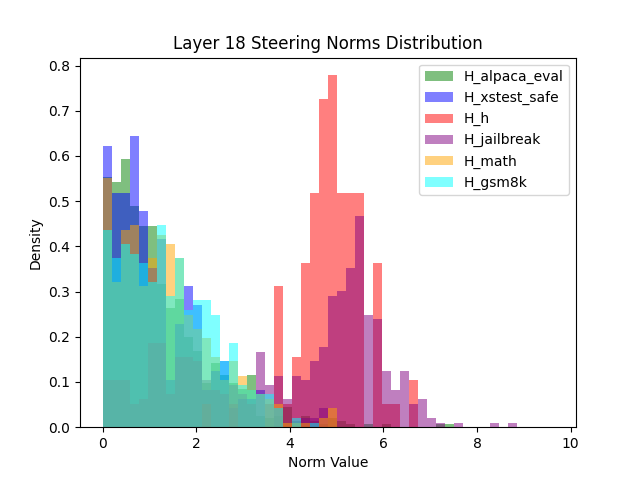 Layer 18 Steering Norms Distribution
H_alpaca_eval
H_xstest_safe
H_h
H_jailbreak
H_math
H_gsm8k
Density
0.8
0.7
0.6
0.5
0.4
0.3
0.2
0.1
0.0
0
2
4
6
8
10
Norm Value